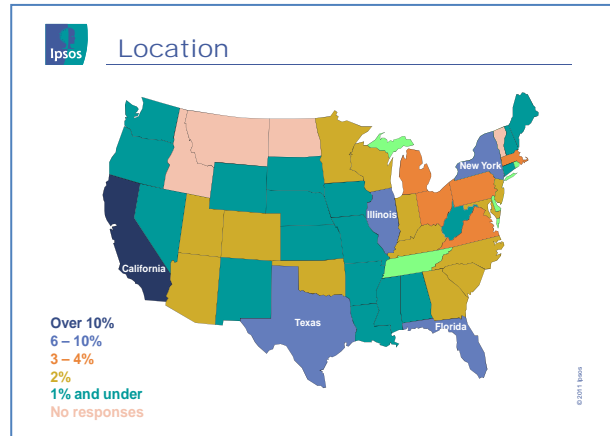 Ipsos
Location
New York
Illinois
California
Texas
Florida
Over 10%
6 – 10%
3 – 4%
2%
1% and under
No responses
© 2011 Ipsos